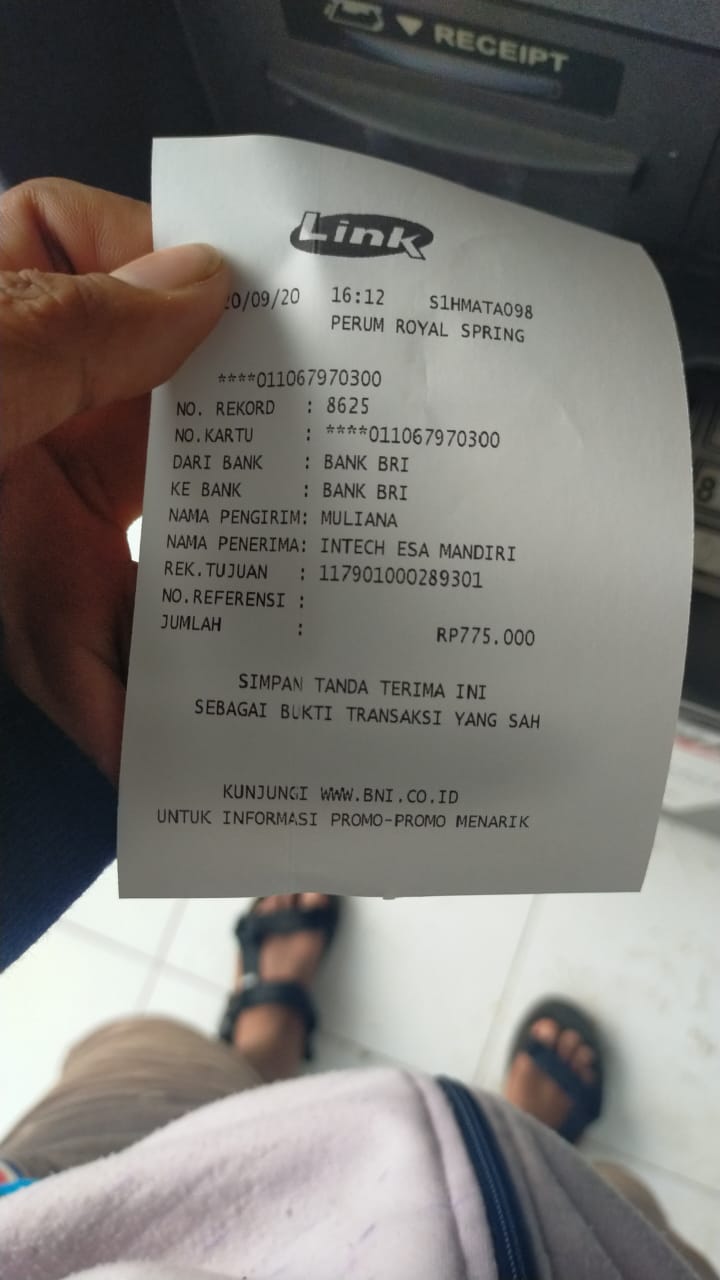 RECEIPT
Link
20/09/20 16:12 S1HMATA098
PERUM ROYAL SPRING
****011067970300
NO. REKORD : 8625
NO.KARTU : ****011067970300
DARI BANK : BANK BRI
KE BANK : BANK BRI
NAMA PENGIRIM: MULIANA
NAMA PENERIMA: INTECH ESA MANDIRI
REK.TUJUAN : 117901000289301
NO.REFERENSI :
JUMLAH : RP775.000
SIMPAN TANDA TERIMA INI
SEBAGAI BUKTI TRANSAKSI YANG SAH
KUNJUNGI WWW.BNI.CO.ID
UNTUK INFORMASI PROMO-PROMO MENARIK
8